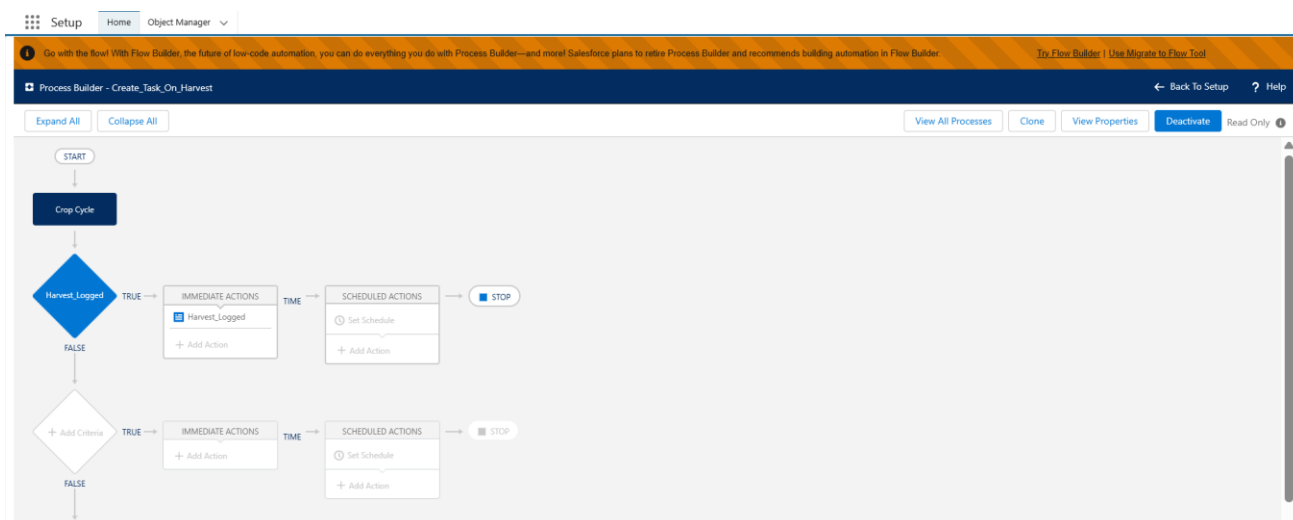 Setup Home Object Manager
Go with the flow! With Flow Builder, the future of low-code automation, you can do everything you do with Process Builder—and more! Salesforce plans to retire Process Builder and recommends building automation in Flow Builder. Try Flow Builder | Use Migrate to Flow Tool
Process Builder - Create_Task_On_Harvest ← Back To Setup ? Help
Expand All Collapse All View All Processes Clone View Properties Deactivate Read Only
START
Crop Cycle
Harvest_Logged TRUE IMMEDIATE ACTIONS TIME SCHEDULED ACTIONS STOP
Harvest_Logged Set Schedule
+ Add Action + Add Action
FALSE
+ Add Criteria TRUE IMMEDIATE ACTIONS TIME SCHEDULED ACTIONS STOP
+ Add Action Set Schedule
+ Add Action
FALSE